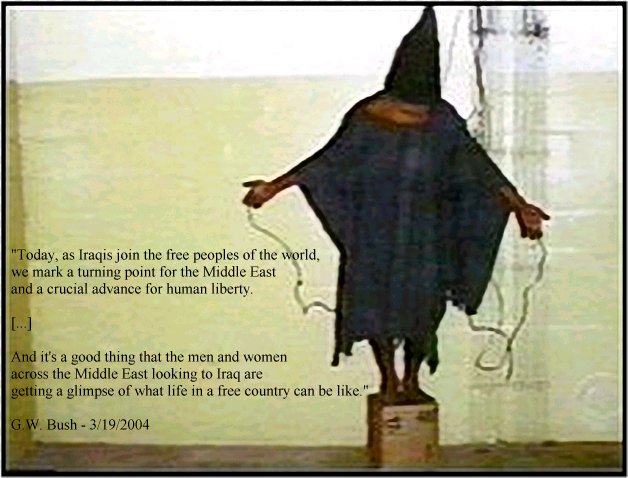 "Today, as Iraqis join the free peoples of the world,
we mark a turning point for the Middle East
and a crucial advance for human liberty.
[...]
And it's a good thing that the men and women
across the Middle East looking to Iraq are
getting a glimpse of what life in a free country can be like."
G.W. Bush - 3/19/2004